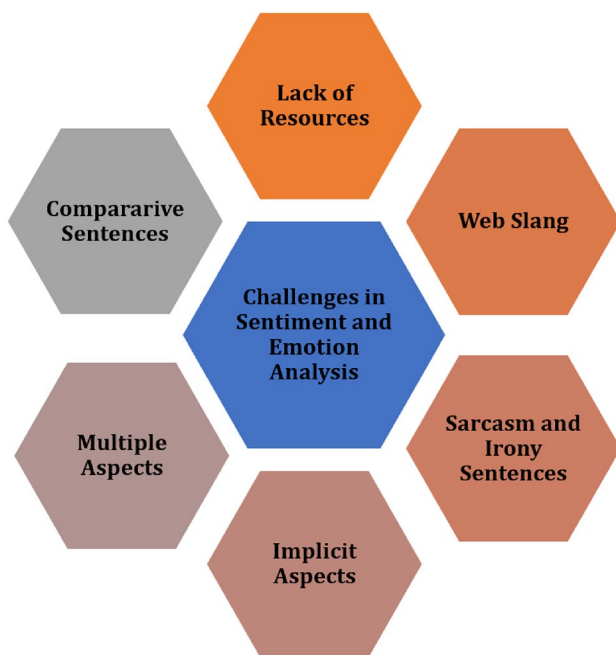 Lack of
Resources
Web Slang
Sarcasm and
Irony
Sentences
Implicit
Aspects
Multiple
Aspects
Compararive
Sentences
Challenges in
Sentiment and
Emotion
Analysis